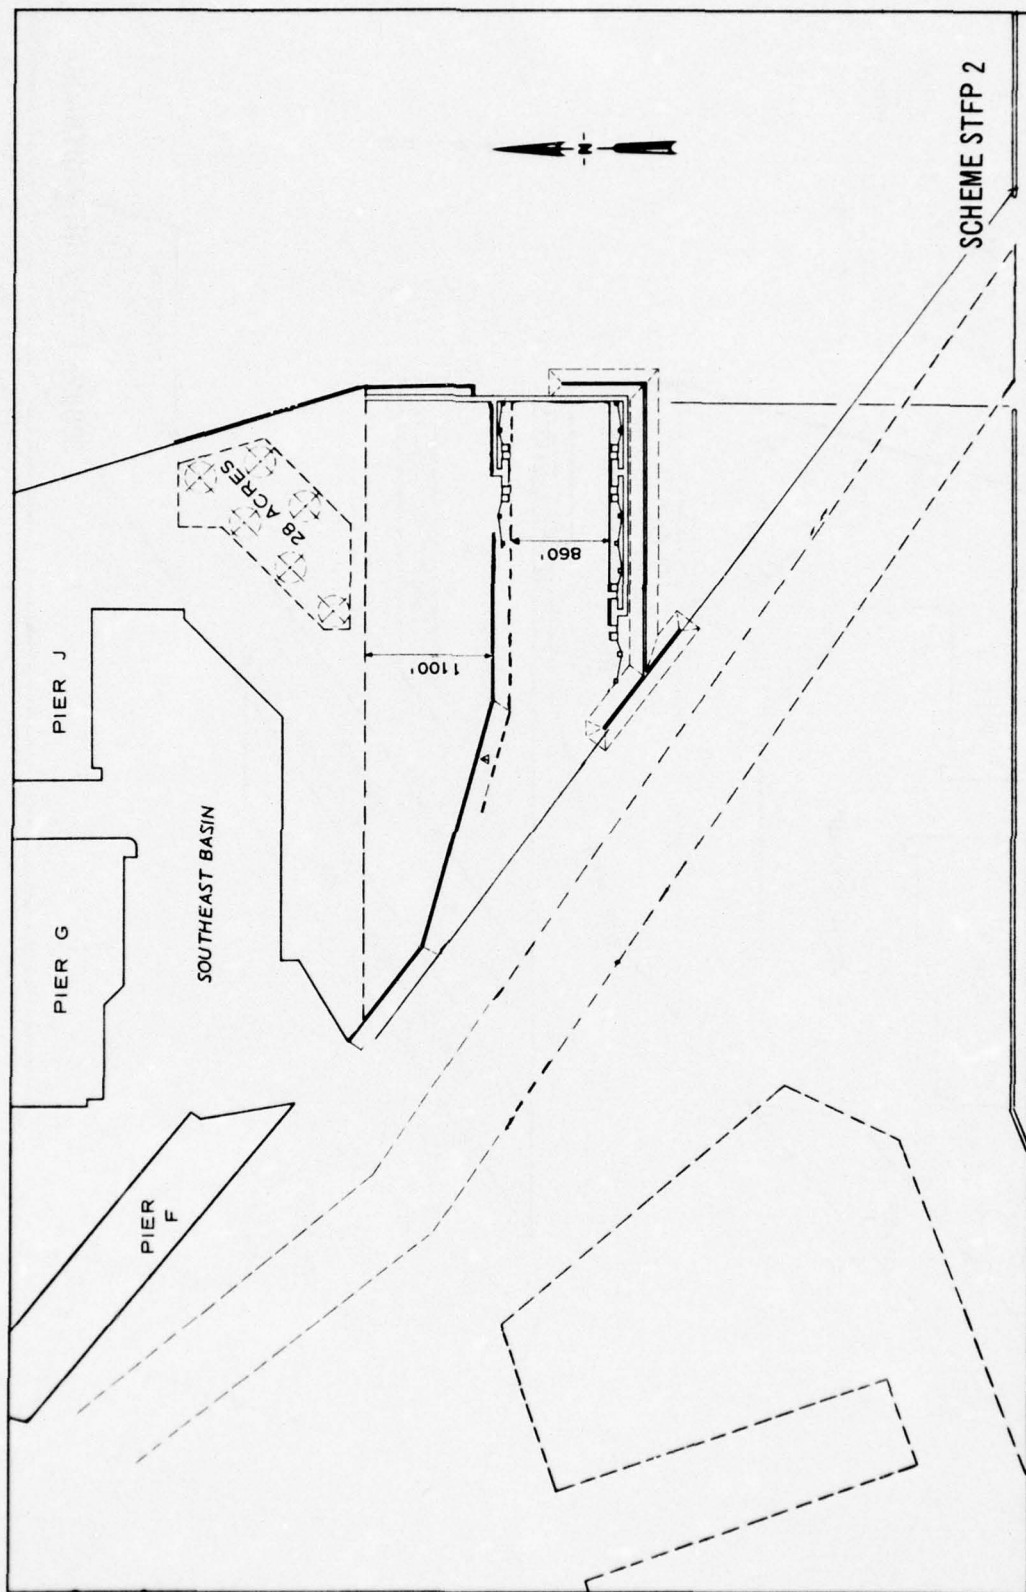 PIER J
PIER G
SOUTHEAST BASIN
PIER
F
28 ACRES
1100'
860'
N
SCHEME STFP 2